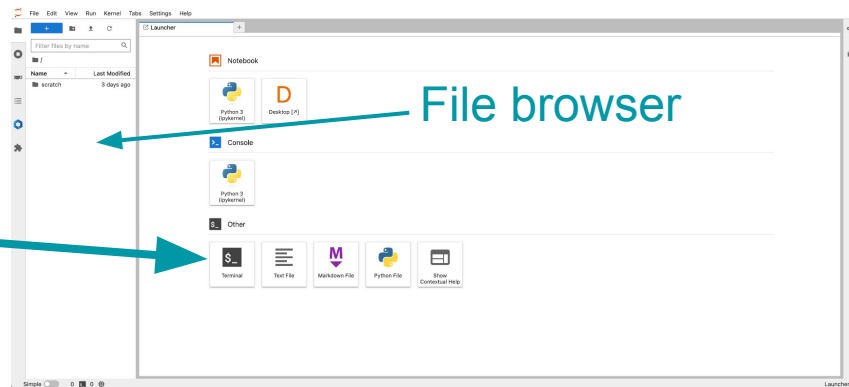 File Edit View Run Kernel Tabs Settings Help
Launcher
Filter files by name
/
Name Last Modified
scratch 3 days ago
Notebook
Python 3
(ipykernel)
D
Desktop [↗]
File browser
Console
Python 3
(ipykernel)
$_ Other
$_
Terminal
Text File
M
Markdown File
Python File
Show
Contextual Help
Simple 0 0
Launcher